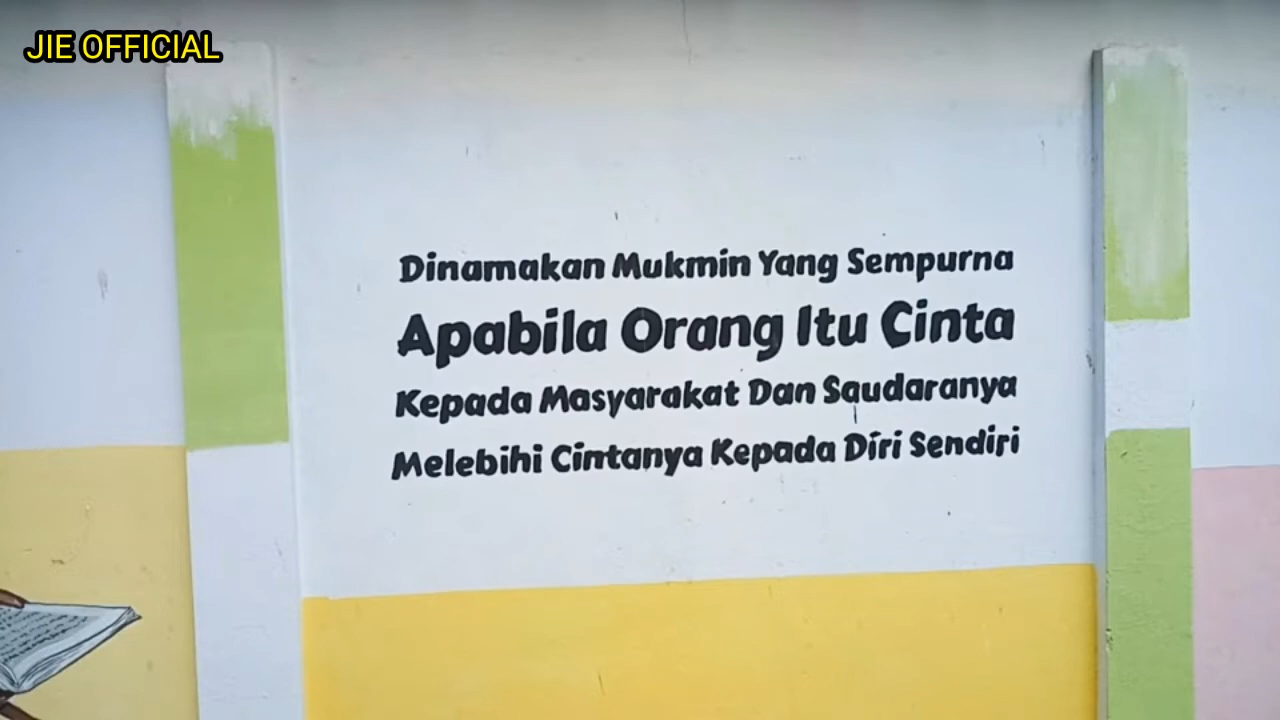 JIE OFFICIAL
Dinamakan Mukmin Yang Sempurna
Apabila Orang Itu Cinta
Kepada Masyarakat Dan Saudaranya
Melebihi Cintanya Kepada Diri Sendiri